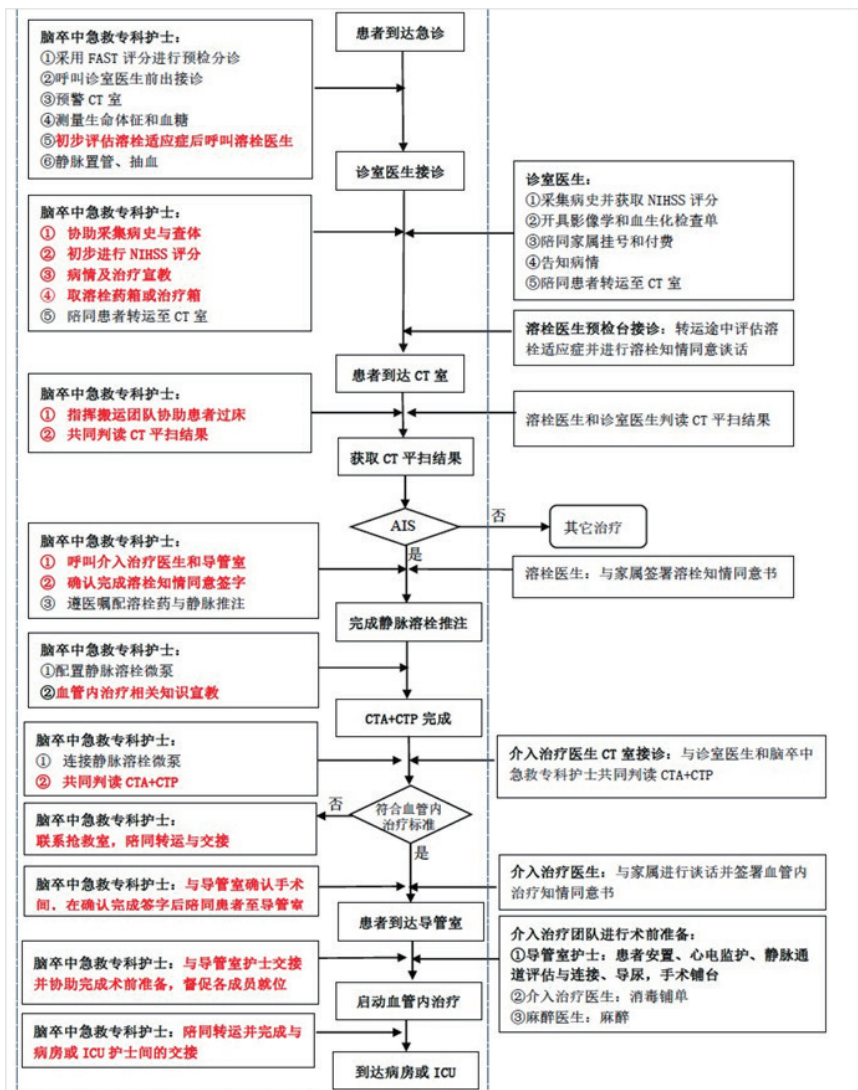 患者到达急诊
脑卒中急救专科护士：
①采用 FAST 评分进行预检分诊
②呼叫诊室医生前出接诊
③预警 CT 室
④测量生命体征和血糖
⑤初步评估溶栓适应症后呼叫溶栓医生
⑥静脉置管、抽血
诊室医生接诊
诊室医生：
①采集病史并获取 NIHSS 评分
②开具影像学和血生化检查单
③陪同家属挂号和付费
④告知病情
⑤陪同患者转运至 CT 室
脑卒中急救专科护士：
① 协助采集病史与查体
② 初步进行 NIHSS 评分
③ 病情及治疗宣教
④ 取溶栓药箱或治疗箱
⑤ 陪同患者转运至 CT 室
溶栓医生预检台接诊：转运途中评估溶
栓适应症并进行溶栓知情同意谈话
患者到达 CT 室
脑卒中急救专科护士：
① 指挥搬运团队协助患者过床
② 共同判读 CT 平扫结果
溶栓医生和诊室医生判读 CT 平扫结果
获取 CT 平扫结果
AIS
否
其它治疗
是
脑卒中急救专科护士：
① 呼叫介入治疗医生和导管室
② 确认完成溶栓知情同意签字
③ 遵医嘱配溶栓药与静脉推注
溶栓医生：与家属签署溶栓知情同意书
完成静脉溶栓推注
脑卒中急救专科护士：
①配置静脉溶栓微泵
②血管内治疗相关知识宣教
CTA+CTP 完成
脑卒中急救专科护士：
① 连接静脉溶栓微泵
② 共同判读 CTA+CTP
介入治疗医生 CT 室接诊：与诊室医生和脑卒中
急救专科护士共同判读 CTA+CTP
符合血管内
治疗标准
否
脑卒中急救专科护士：
联系抢救室，陪同转运与交接
是
脑卒中急救专科护士：与导管室确认手术
间、在确认完成签字后陪同患者至导管室
介入治疗医生：与家属进行谈话并签署血管内
治疗知情同意书
患者到达导管室
脑卒中急救专科护士：与导管室护士交接
并协助完成术前准备，督促各成员就位
介入治疗团队进行术前准备：
①导管室护士：患者安置、心电监护、静脉通
道评估与连接、导尿，手术铺台
②介入治疗医生：消毒铺单
③麻醉医生：麻醉
启动血管内治疗
脑卒中急救专科护士：陪同转运并完成与
病房或 ICU 护士间的交接
到达病房或 ICU